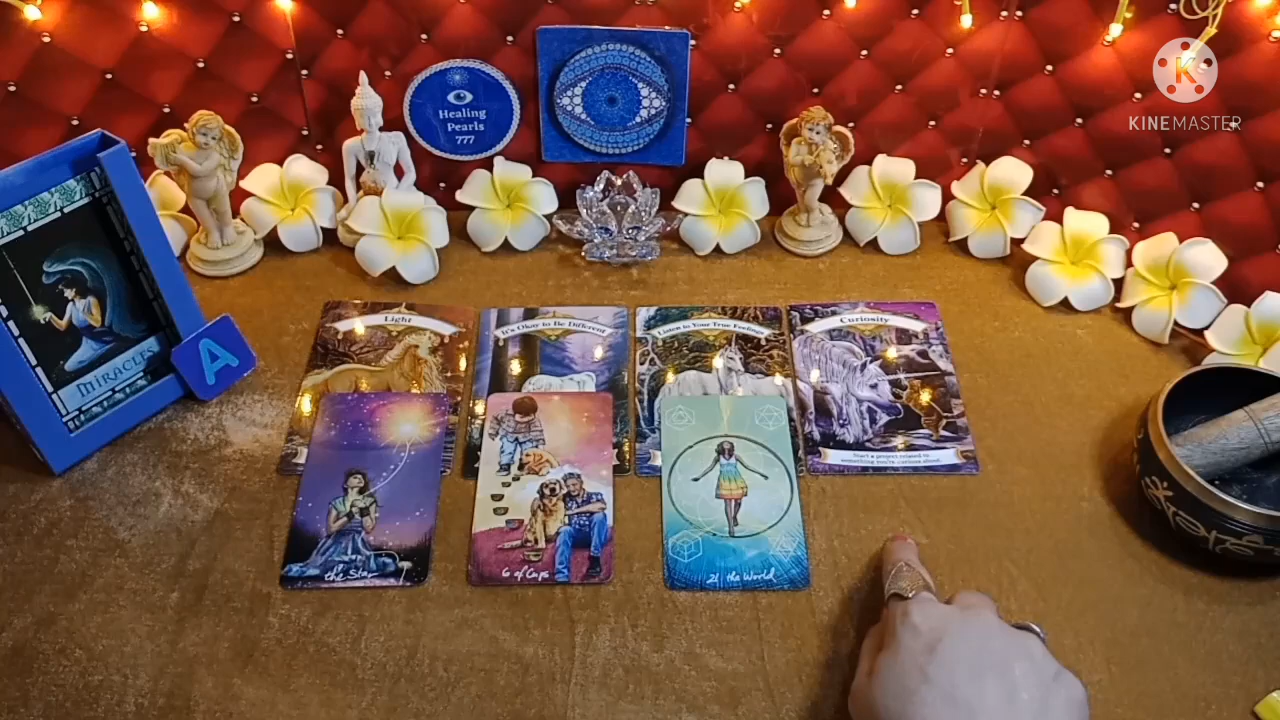 Healing
Pearls
777
K
KINEMASTER
MIRACLES
A
Light
It's Okay to Be Different
Listen to Your True Feelings
Curiosity
Start a project related to
something you're curious about.
the Star
6 of Cups
21 the World